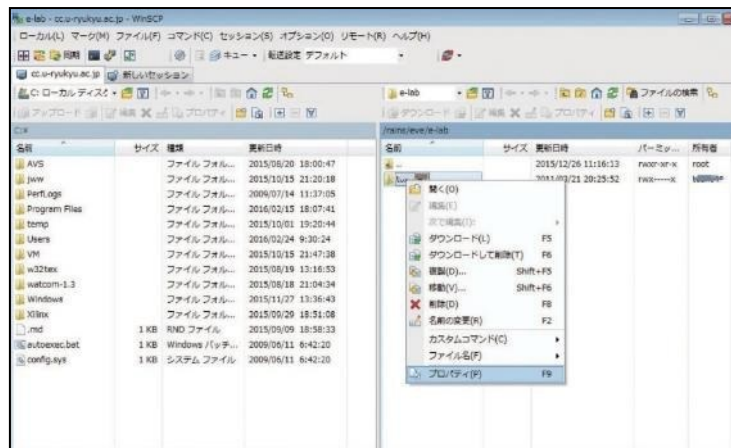 e-lab - cc.u-ryukyu.ac.jp - WinSCP
ローカル(L) マーク(M) ファイル(F) コマンド(C) セッション(S) オプション(O) リモート(R) ヘルプ(H)
同期 キュー 転送設定 デフォルト
cc.u-ryukyu.ac.jp 新しいセッション
C: ローカル ディスク
e-lab ファイルの検索
アップロード 編集 プロパティ
ダウンロード 編集 プロパティ
C:¥
/rams/eve/e-lab
名前 サイズ 種類 更新日時
名前 サイズ 更新日時 パーミッ... 所有者
AVS ファイル フォル... 2015/08/20 18:00:47
jww ファイル フォル... 2015/10/15 21:20:18
PerfLogs ファイル フォル... 2009/07/14 11:37:05
Program Files ファイル フォル... 2016/02/15 18:07:41
temp ファイル フォル... 2015/10/01 19:20:44
Users ファイル フォル... 2016/02/24 9:30:24
VM ファイル フォル... 2015/10/15 21:47:38
w32tex ファイル フォル... 2015/08/19 13:16:53
watcom-1.3 ファイル フォル... 2015/08/18 21:04:34
Windows ファイル フォル... 2015/11/27 13:36:43
Xilinx ファイル フォル... 2015/09/29 18:51:08
.rnd 1 KB RND ファイル 2015/09/09 18:58:33
autoexec.bat 1 KB Windows バッチ... 2009/06/11 6:42:20
config.sys 1 KB システム ファイル 2009/06/11 6:42:20
.. 2015/12/26 11:16:13 rwxr-xr-x root
2011/03/21 20:25:52 rwx-----x
開く(O)
編集(E)
次で編集(I):
ダウンロード(L) F5
ダウンロードして削除(T) F6
複製(D)... Shift+F5
移動(V)... Shift+F6
削除(D) F8
名前の変更(R) F2
カスタムコマンド(C)
ファイル名(F)
プロパティ(P) F9